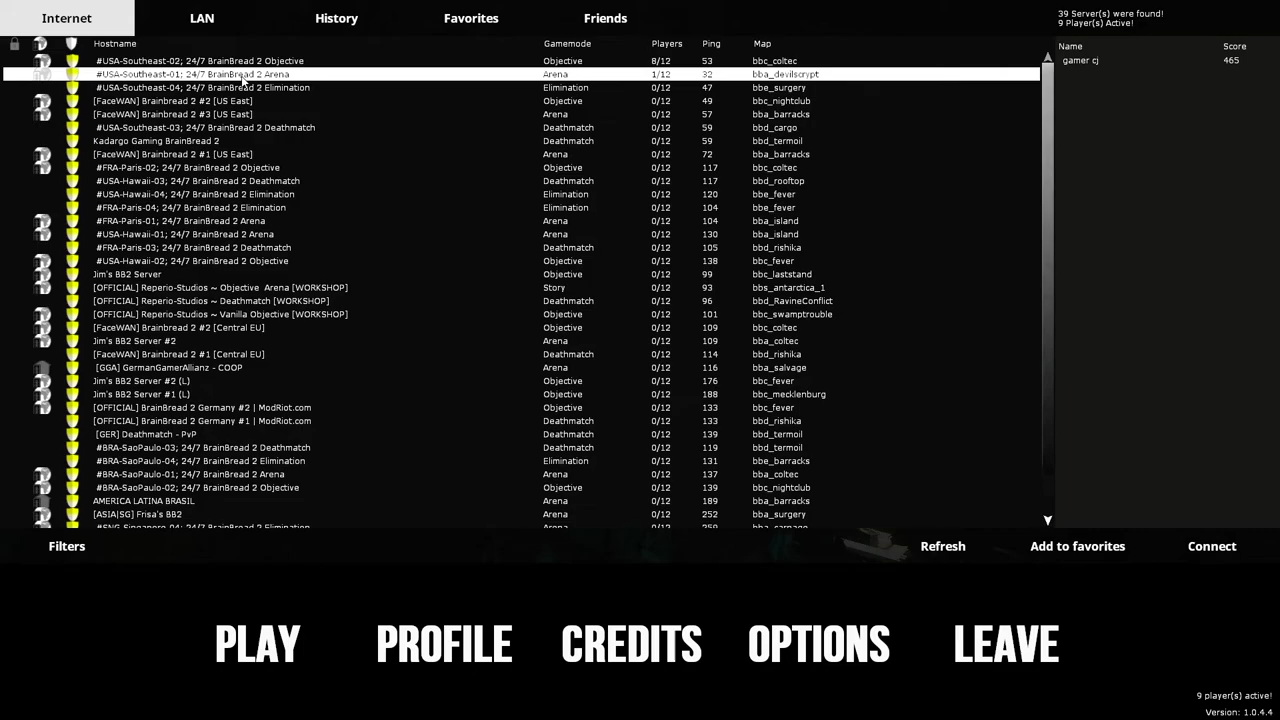 Internet LAN History Favorites Friends
39 Server(s) were found!
9 Player(s) Active!
Hostname Gamemode Players Ping Map
Name Score
gamer cj 465
#USA-Southeast-02; 24/7 BrainBread 2 Objective Objective 8/12 53 bbc_coltec
#USA-Southeast-01; 24/7 BrainBread 2 Arena Arena 1/12 32 bba_devilscrypt
#USA-Southeast-04; 24/7 BrainBread 2 Elimination Elimination 0/12 47 bbe_surgery
[FaceWAN] Brainbread 2 #2 [US East] Objective 0/12 49 bbc_nightclub
[FaceWAN] Brainbread 2 #3 [US East] Arena 0/12 57 bba_barracks
#USA-Southeast-03; 24/7 BrainBread 2 Deathmatch Deathmatch 0/12 59 bbd_cargo
Kadargo Gaming BrainBread 2 Deathmatch 0/12 59 bbd_termoil
[FaceWAN] Brainbread 2 #1 [US East] Arena 0/12 72 bba_barracks
#FRA-Paris-02; 24/7 BrainBread 2 Objective Objective 0/12 117 bbc_coltec
#USA-Hawaii-03; 24/7 BrainBread 2 Deathmatch Deathmatch 0/12 117 bbd_rooftop
#USA-Hawaii-04; 24/7 BrainBread 2 Elimination Elimination 0/12 120 bbe_fever
#FRA-Paris-04; 24/7 BrainBread 2 Elimination Elimination 0/12 104 bbe_fever
#FRA-Paris-01; 24/7 BrainBread 2 Arena Arena 0/12 104 bba_island
#USA-Hawaii-01; 24/7 BrainBread 2 Arena Arena 0/12 130 bba_island
#FRA-Paris-03; 24/7 BrainBread 2 Deathmatch Deathmatch 0/12 105 bbd_rishika
#USA-Hawaii-02; 24/7 BrainBread 2 Objective Objective 0/12 138 bbc_fever
Jim's BB2 Server Objective 0/12 99 bbc_laststand
[OFFICIAL] Reperio-Studios ~ Objective Arena [WORKSHOP] Story 0/12 93 bbs_antarctica_1
[OFFICIAL] Reperio-Studios ~ Deathmatch [WORKSHOP] Deathmatch 0/12 96 bbd_RavineConflict
[OFFICIAL] Reperio-Studios ~ Vanilla Objective [WORKSHOP] Objective 0/12 101 bbc_swamptrouble
[FaceWAN] Brainbread 2 #2 [Central EU] Objective 0/12 109 bbc_coltec
Jim's BB2 Server #2 Arena 0/12 109 bba_coltec
[FaceWAN] Brainbread 2 #1 [Central EU] Deathmatch 0/12 114 bbd_rishika
[GGA] GermanGamerAllianz - COOP Arena 0/12 116 bba_salvage
Jim's BB2 Server #2 (L) Objective 0/12 176 bbc_fever
Jim's BB2 Server #1 (L) Objective 0/12 188 bbc_mecklenburg
[OFFICIAL] BrainBread 2 Germany #2 | ModRiot.com Objective 0/12 133 bbc_fever
[OFFICIAL] BrainBread 2 Germany #1 | ModRiot.com Deathmatch 0/12 133 bbd_rishika
[GER] Deathmatch - PvP Deathmatch 0/12 139 bbd_termoil
#BRA-SaoPaulo-03; 24/7 BrainBread 2 Deathmatch Deathmatch 0/12 119 bbd_termoil
#BRA-SaoPaulo-04; 24/7 BrainBread 2 Elimination Elimination 0/12 131 bbe_barracks
#BRA-SaoPaulo-01; 24/7 BrainBread 2 Arena Arena 0/12 137 bba_coltec
#BRA-SaoPaulo-02; 24/7 BrainBread 2 Objective Objective 0/12 139 bbc_nightclub
AMERICA LATINA BRASIL Arena 0/12 189 bba_barracks
[ASIA|SG] Frisa's BB2 Arena 0/12 252 bba_surgery
#SNG-Singapore-04; 24/7 BrainBread 2 Elimination Arena 0/12 259 bba_carnage
Filters Refresh Add to favorites Connect
PLAY PROFILE CREDITS OPTIONS LEAVE
9 player(s) active!
Version: 1.0.4.4